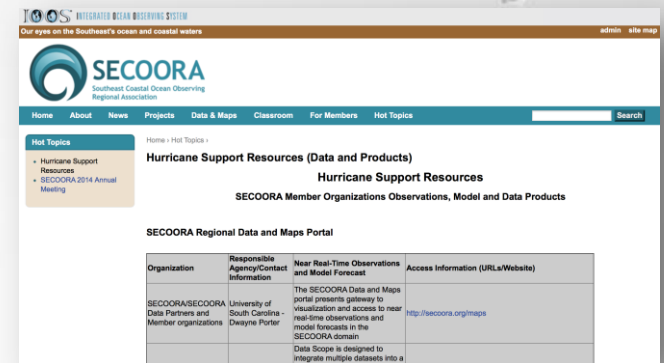 IOOS INTEGRATED OCEAN OBSERVING SYSTEM
Our eyes on the Southeast's ocean and coastal waters
admin site map
SECOORA
Southeast Coastal Ocean Observing
Regional Association
Home About News Projects Data & Maps Classroom For Members Hot Topics Search
Hot Topics
Hurricane Support
Resources
SECOORA 2014 Annual
Meeting
Home › Hot Topics ›
Hurricane Support Resources (Data and Products)
Hurricane Support Resources
SECOORA Member Organizations Observations, Model and Data Products
SECOORA Regional Data and Maps Portal
Organization
Responsible
Agency/Contact
Information
Near Real-Time Observations
and Model Forecast
Access Information (URLs/Website)
SECOORA/SECOORA
Data Partners and
Member organizations
University of
South Carolina -
Dwayne Porter
The SECOORA Data and Maps
portal presents gateway to
visualization and access to near
real-time observations and
model forecasts in the
SECOORA domain
http://secoora.org/maps
Data Scope is designed to
integrate multiple datasets into a